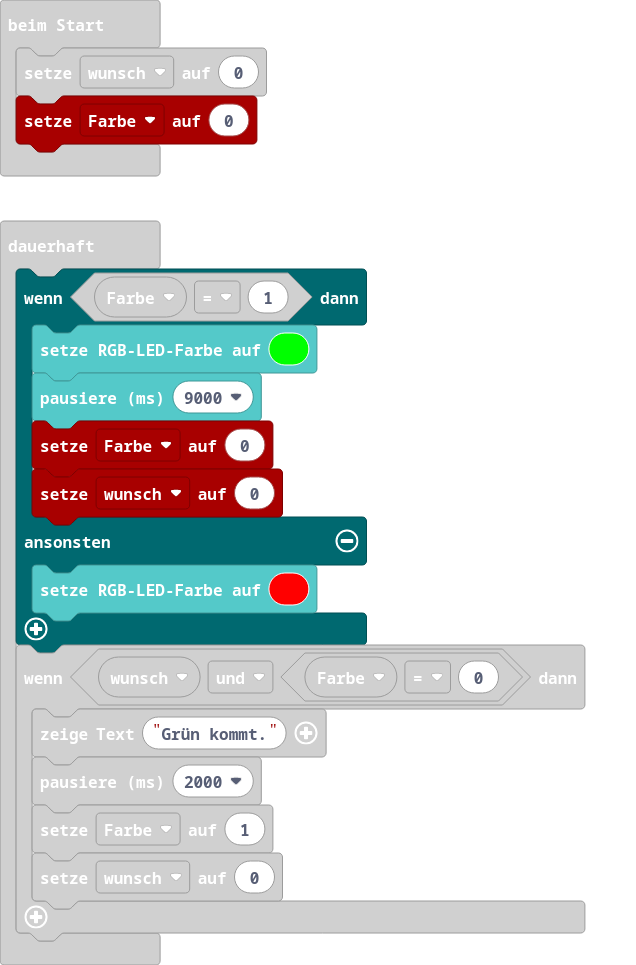 beim Start
setze wunsch auf 0
setze Farbe auf 0
dauerhaft
wenn Farbe = 1 dann
setze RGB-LED-Farbe auf
pausiere (ms) 9000
setze Farbe auf 0
setze wunsch auf 0
ansonsten
setze RGB-LED-Farbe auf
wenn wunsch und Farbe = 0 dann
zeige Text "Grün kommt."
pausiere (ms) 2000
setze Farbe auf 1
setze wunsch auf 0